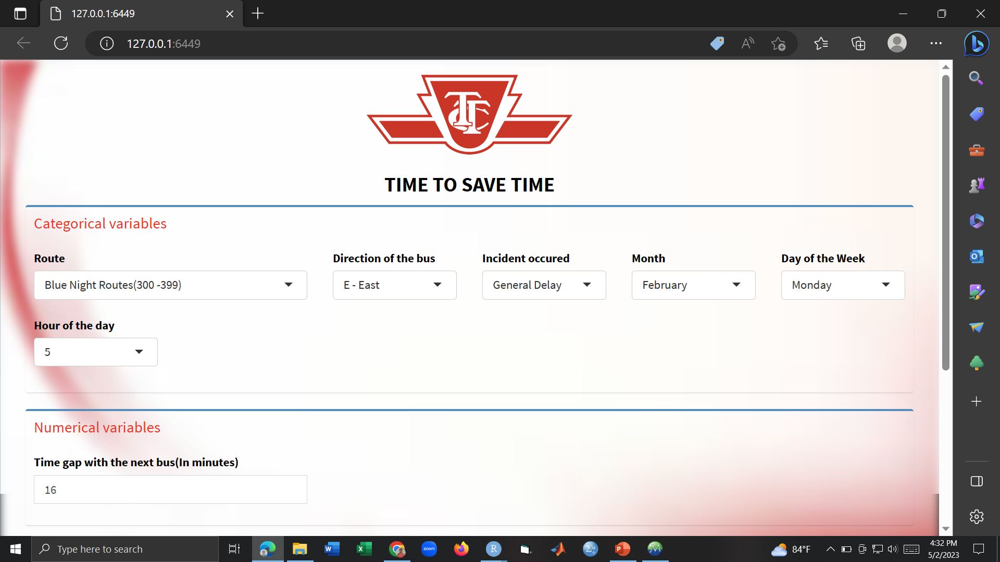 127.0.0.1:6449
127.0.0.1:6449
TTC
TIME TO SAVE TIME
Categorical variables
Route
Direction of the bus
Incident occured
Month
Day of the Week
Blue Night Routes(300 -399)
E - East
General Delay
February
Monday
Hour of the day
5
Numerical variables
Time gap with the next bus(In minutes)
16
Type here to search
zoom
84°F
4:32 PM
5/2/2023